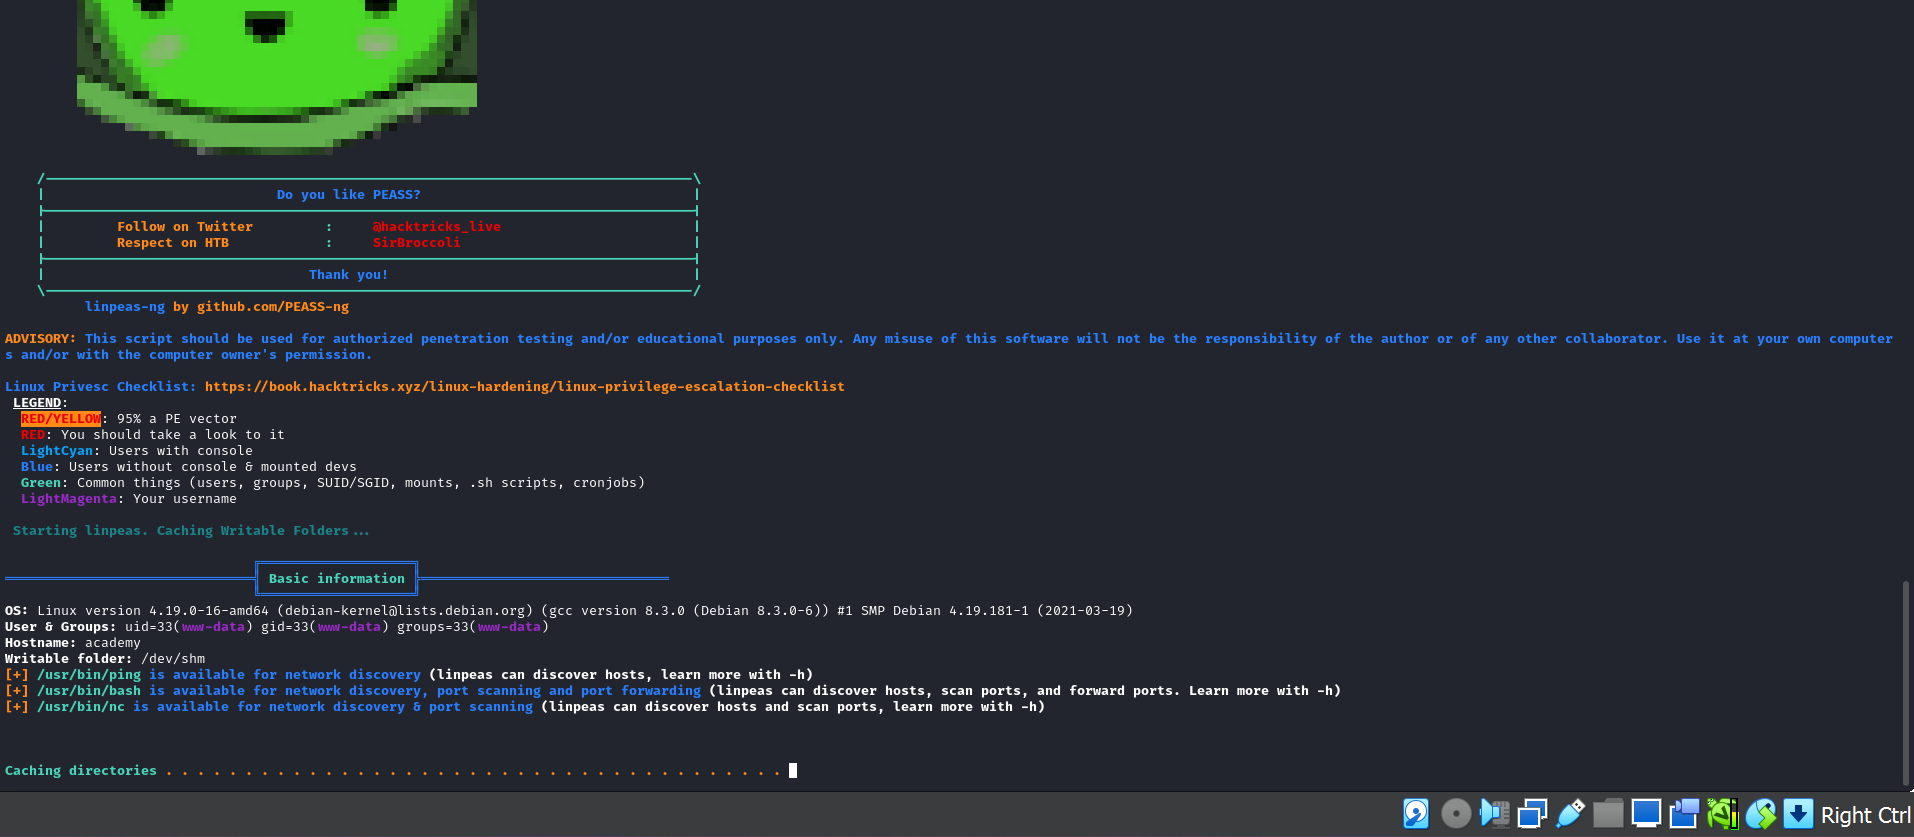 Do you like PEASS?
Follow on Twitter : @hacktricks_live
Respect on HTB : SirBroccoli
Thank you!
linpeas-ng by github.com/PEASS-ng
ADVISORY: This script should be used for authorized penetration testing and/or educational purposes only. Any misuse of this software will not be the responsibility of the author or of any other collaborator. Use it at your own computer
s and/or with the computer owner's permission.
Linux Privesc Checklist: https://book.hacktricks.xyz/linux-hardening/linux-privilege-escalation-checklist
LEGEND:
RED/YELLOW: 95% a PE vector
RED: You should take a look to it
LightCyan: Users with console
Blue: Users without console & mounted devs
Green: Common things (users, groups, SUID/SGID, mounts, .sh scripts, cronjobs)
LightMagenta: Your username
Starting linpeas. Caching Writable Folders...
Basic information
OS: Linux version 4.19.0-16-amd64 (debian-kernel@lists.debian.org) (gcc version 8.3.0 (Debian 8.3.0-6)) #1 SMP Debian 4.19.181-1 (2021-03-19)
User & Groups: uid=33(www-data) gid=33(www-data) groups=33(www-data)
Hostname: academy
Writable folder: /dev/shm
[+] /usr/bin/ping is available for network discovery (linpeas can discover hosts, learn more with -h)
[+] /usr/bin/bash is available for network discovery, port scanning and port forwarding (linpeas can discover hosts, scan ports, and forward ports. Learn more with -h)
[+] /usr/bin/nc is available for network discovery & port scanning (linpeas can discover hosts and scan ports, learn more with -h)
Caching directories . . . . . . . . . . . . . . . . . . . . . . . . . . . . . . . . . . . . . . .
Right Ctrl